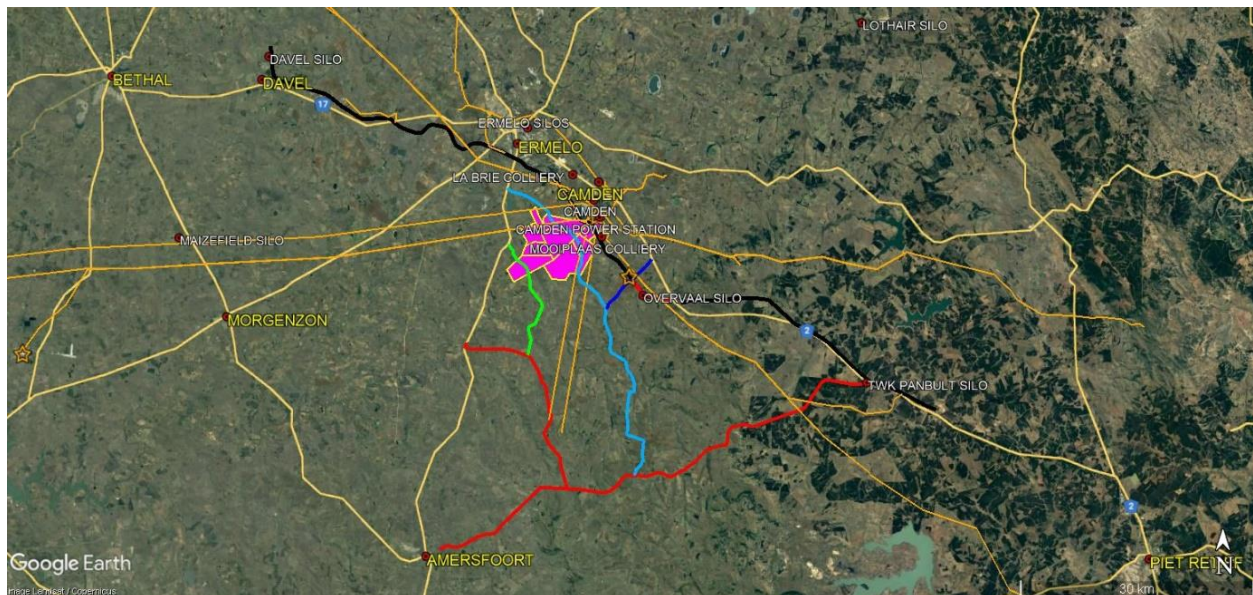 LOTHAIR SILO
DAVEL SILO
BETHAL
DAVEL
17
ERMELO SILOS
ERMELO
LA BRIE COLLIERY
CAMDEN
CAMDEN
CAMDEN POWER STATION
MAIZEFIELD SILO
MOOIPLAAS COLLIERY
OVERVAAL SILO
MORGENZON
2
TWK PANBULT SILO
2
AMERSFOORT
PIET RETIEF
Google Earth
N
Image Landsat / Copernicus
30 km